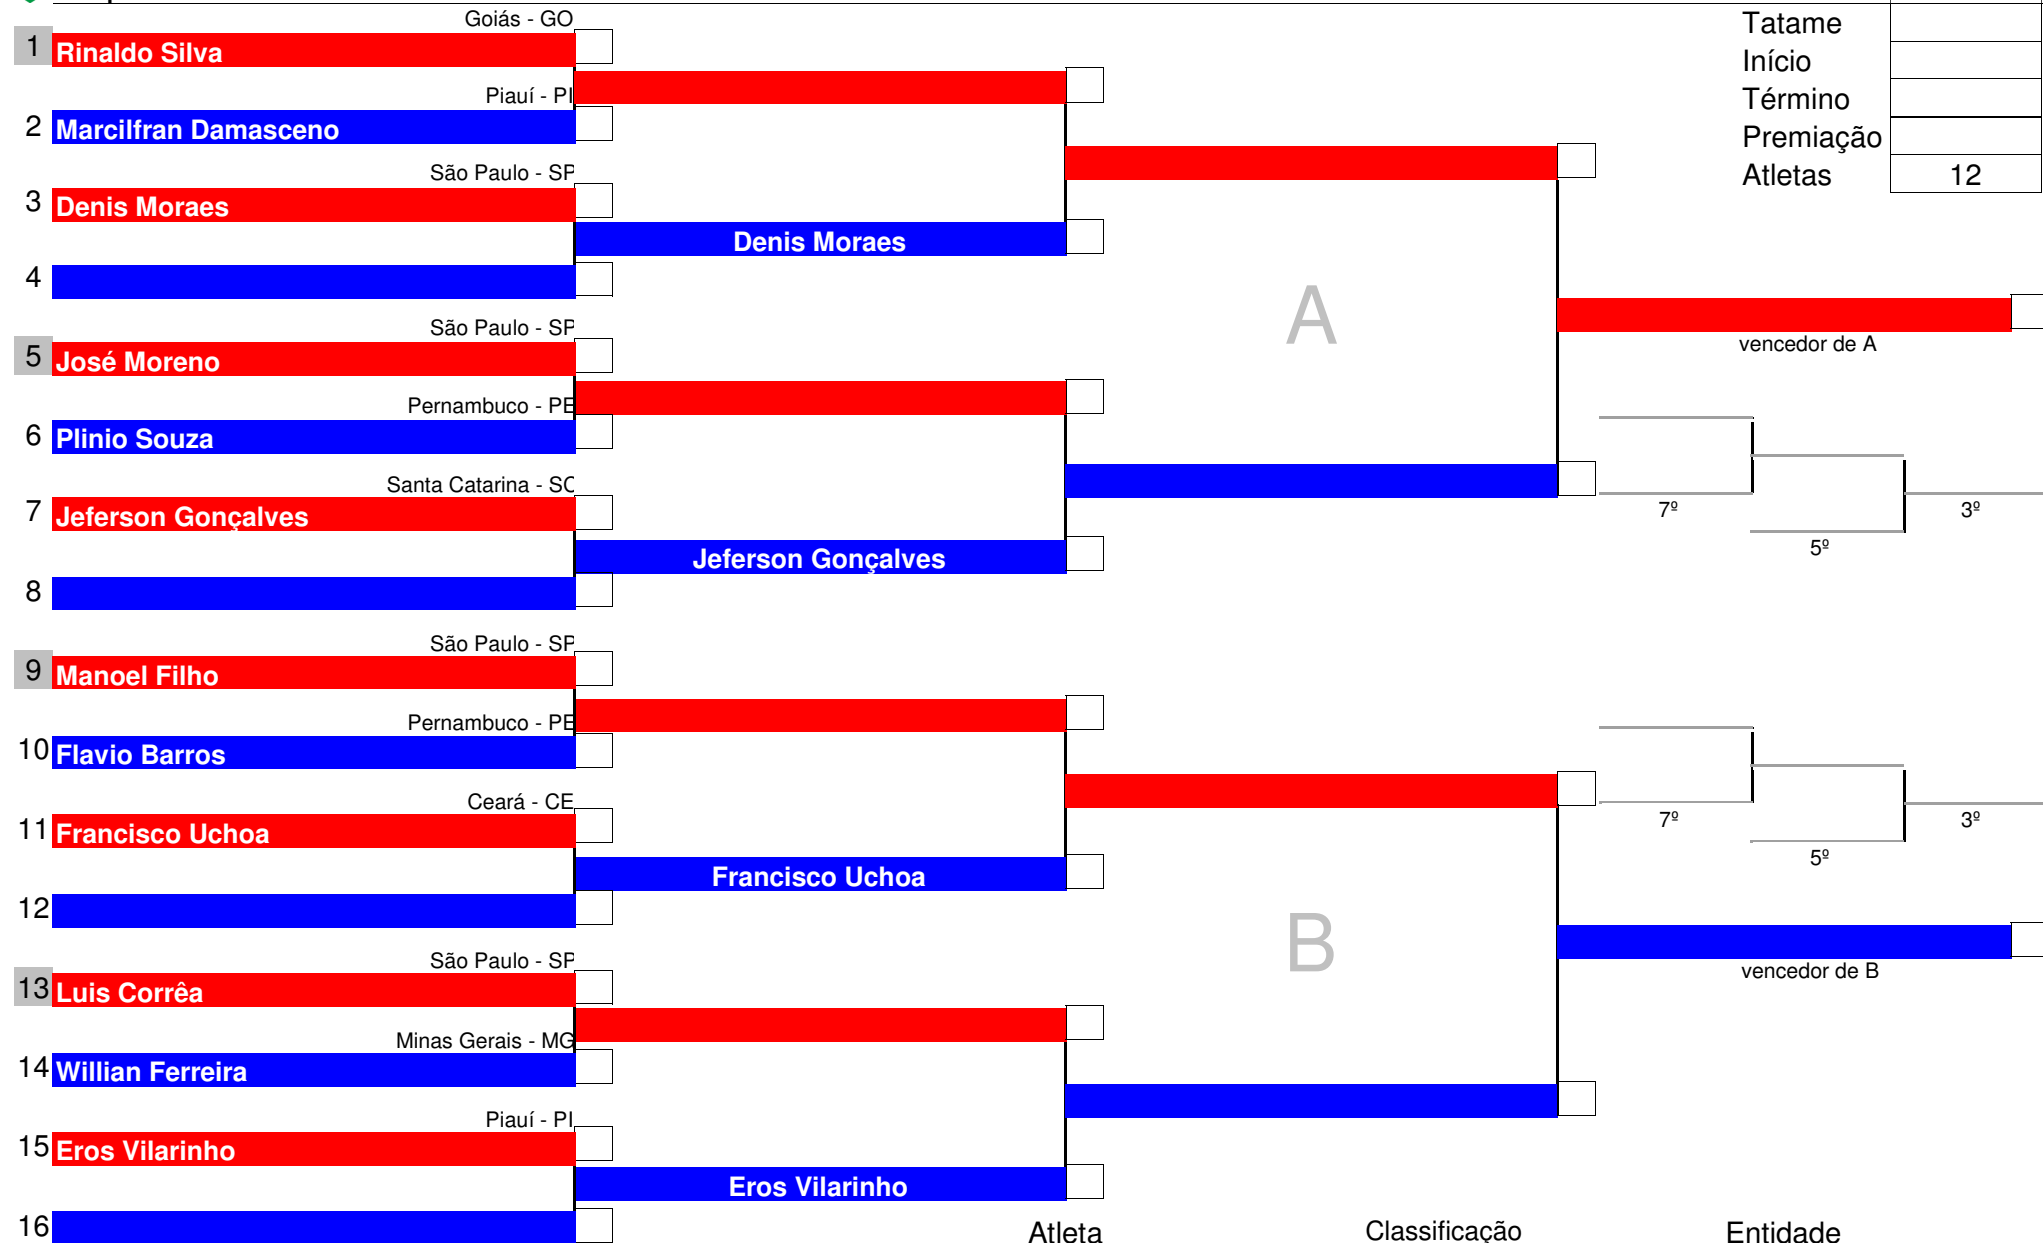 Goiás - GO
Tatame
1 Rinaldo Silva
Início
Piauí - PI
Término
2 Marcilfran Damasceno
Premiação
São Paulo - SP
Atletas 12
3 Denis Moraes
Denis Moraes
4
A
São Paulo - SP
vencedor de A
5 José Moreno
Pernambuco - PE
6 Plinio Souza
Santa Catarina - SC
7 Jeferson Gonçalves
7º 3º
5º
Jeferson Gonçalves
8
São Paulo - SP
9 Manoel Filho
Pernambuco - PE
10 Flavio Barros
Ceará - CE
11 Francisco Uchoa
7º 3º
5º
Francisco Uchoa
12
B
São Paulo - SP
vencedor de B
13 Luis Corrêa
Minas Gerais - MG
14 Willian Ferreira
Piauí - PI
15 Eros Vilarinho
Eros Vilarinho
16
Atleta Classificação Entidade